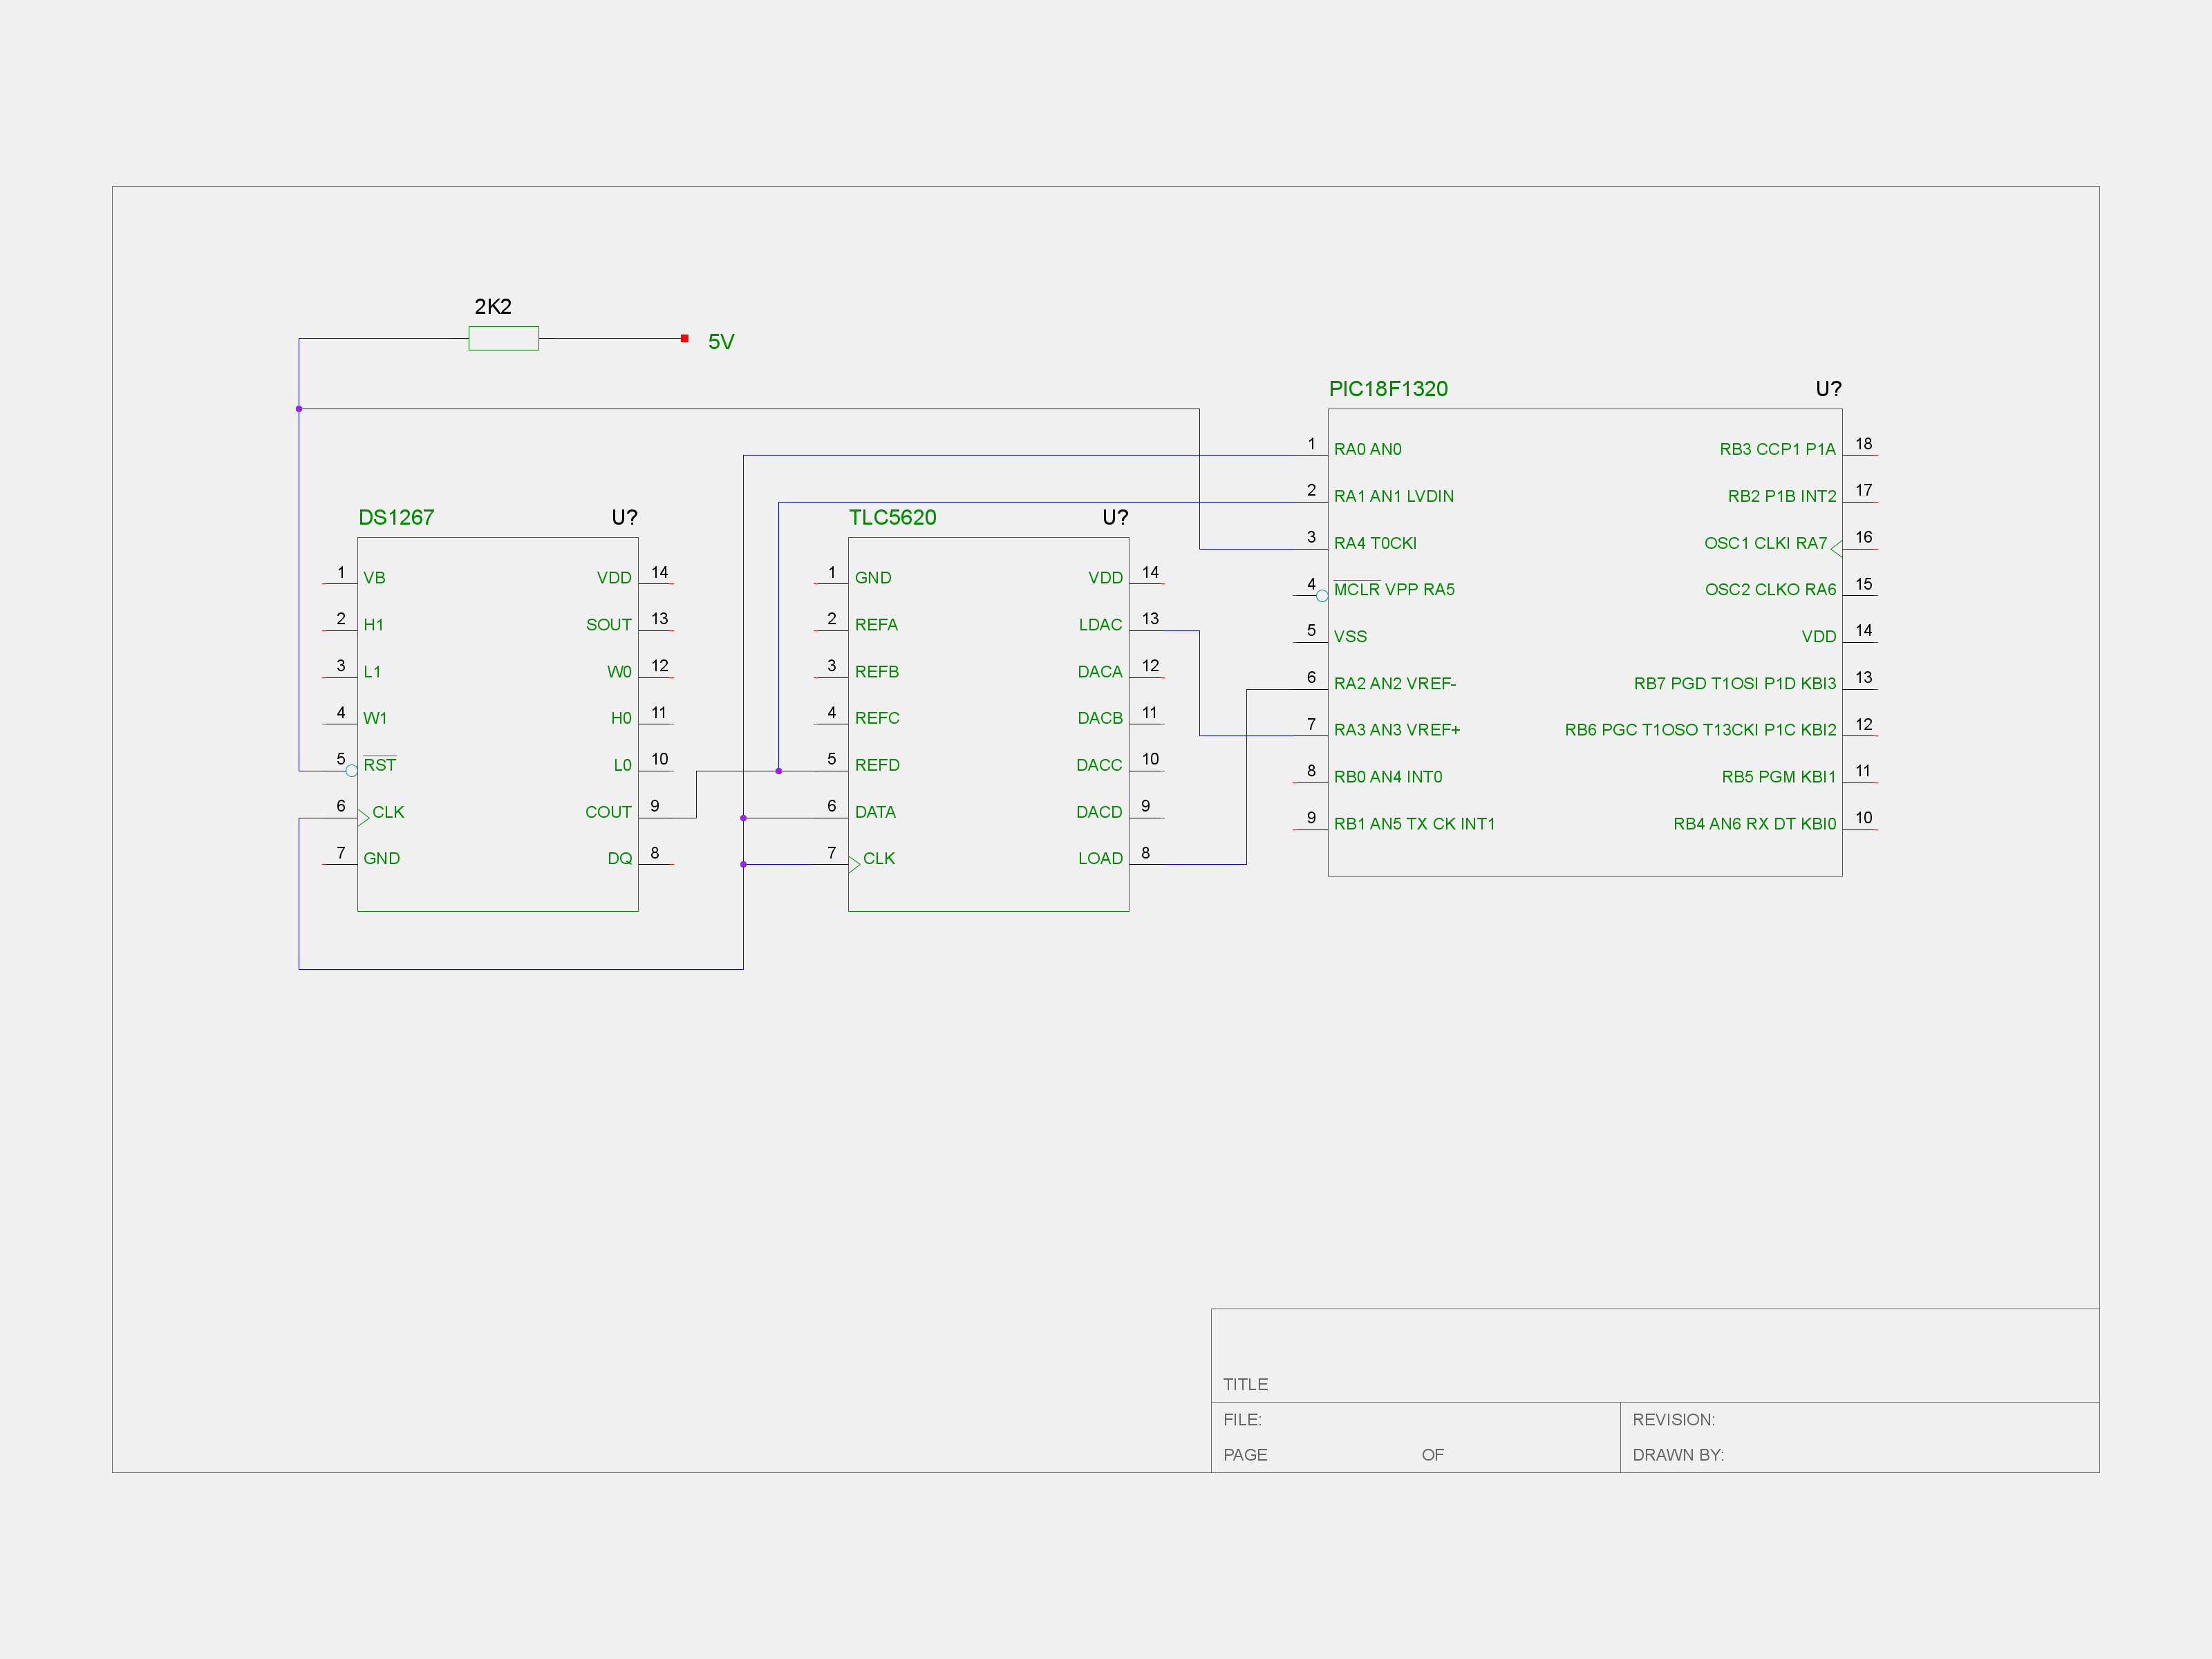 2K2
5V
DS1267 U?
1 VB VDD 14
2 H1 SOUT 13
3 L1 W0 12
4 W1 H0 11
5 RST L0 10
6 CLK COUT 9
7 GND DQ 8
TLC5620 U?
1 GND VDD 14
2 REFA LDAC 13
3 REFB DACA 12
4 REFC DACB 11
5 REFD DACC 10
6 DATA DACD 9
7 CLK LOAD 8
PIC18F1320 U?
1 RA0 AN0 RB3 CCP1 P1A 18
2 RA1 AN1 LVDIN RB2 P1B INT2 17
3 RA4 T0CKI OSC1 CLKI RA7 16
4 MCLR VPP RA5 OSC2 CLKO RA6 15
5 VSS VDD 14
6 RA2 AN2 VREF- RB7 PGD T1OSI P1D KBI3 13
7 RA3 AN3 VREF+ RB6 PGC T1OSO T13CKI P1C KBI2 12
8 RB0 AN4 INT0 RB5 PGM KBI1 11
9 RB1 AN5 TX CK INT1 RB4 AN6 RX DT KBI0 10
TITLE
FILE: REVISION:
PAGE OF DRAWN BY: